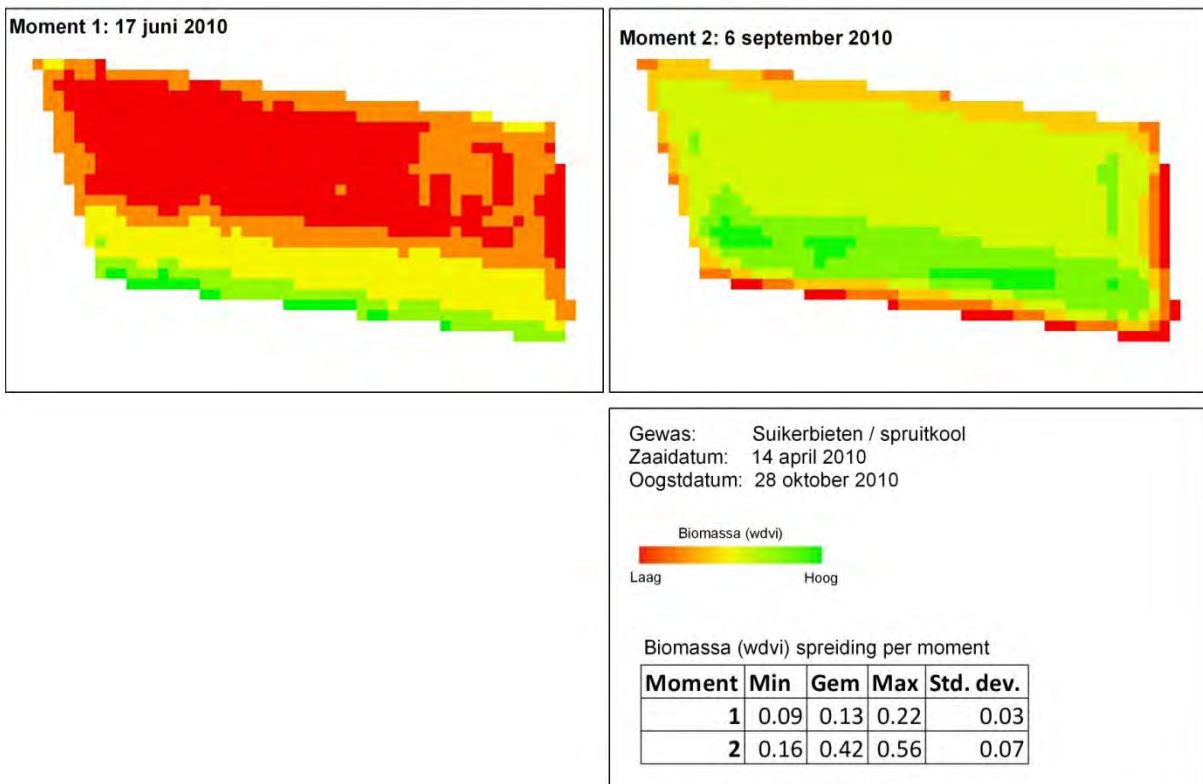 Moment 1: 17 juni 2010
Moment 2: 6 september 2010
Gewas: Suikerbieten / spruitkool
Zaaidatum: 14 april 2010
Oogstdatum: 28 oktober 2010
Biomassa (wdvi)
Laag Hoog
Biomassa (wdvi) spreiding per moment
Moment Min Gem Max Std. dev.
1 0.09 0.13 0.22 0.03
2 0.16 0.42 0.56 0.07